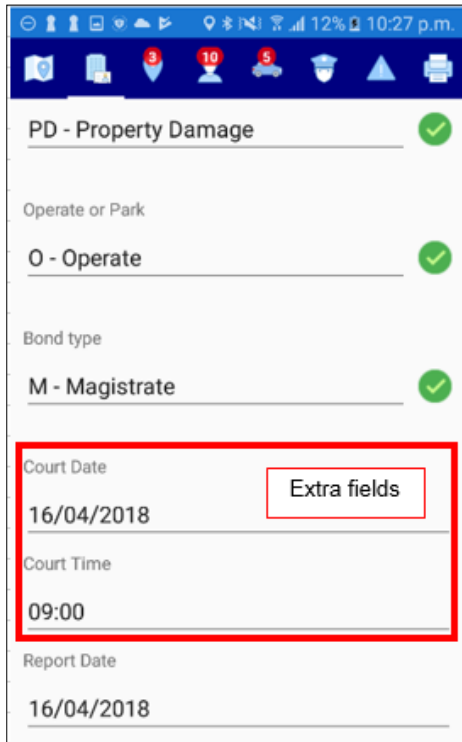 12% 10:27 p.m.
3 10 5
PD - Property Damage
Operate or Park
O - Operate
Bond type
M - Magistrate
Court Date
Extra fields
16/04/2018
Court Time
09:00
Report Date
16/04/2018